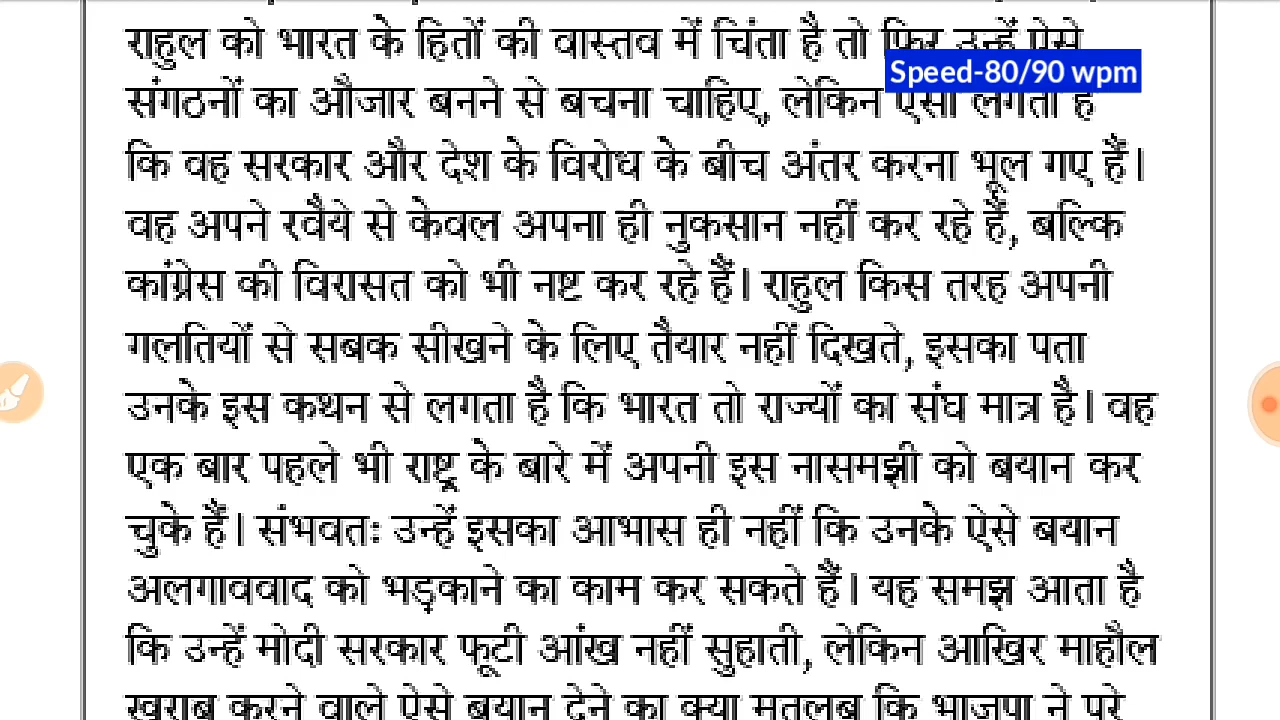 राहुल को भारत के हितों की वास्तव में चिंता है तो फिर उन्हें ऐसे
Speed-80/90 wpm
संगठनों का औजार बनने से बचना चाहिए, लेकिन ऐसा लगता है
कि वह सरकार और देश के विरोध के बीच अंतर करना भूल गए हैं।
वह अपने रवैये से केवल अपना ही नुकसान नहीं कर रहे हैं, बल्कि
कांग्रेस की विरासत को भी नष्ट कर रहे हैं। राहुल किस तरह अपनी
गलतियों से सबक सीखने के लिए तैयार नहीं दिखते, इसका पता
उनके इस कथन से लगता है कि भारत तो राज्यों का संघ मात्र है। वह
एक बार पहले भी राष्ट्र के बारे में अपनी इस नासमझी को बयान कर
चुके हैं। संभवतः उन्हें इसका आभास ही नहीं कि उनके ऐसे बयान
अलगाववाद को भड़काने का काम कर सकते हैं। यह समझ आता है
कि उन्हें मोदी सरकार फूटी आंख नहीं सुहाती, लेकिन आखिर माहौल
खराब करने वाले ऐसे बयान देने का क्या मतलब कि भाजपा ने पूरे